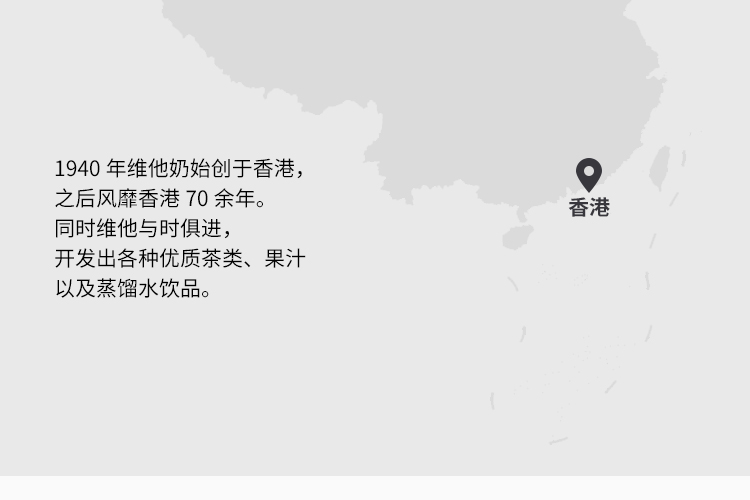 1940 年维他奶始创于香港，
之后风靡香港 70 余年。
同时维他与时俱进，
开发出各种优质茶类、果汁
以及蒸馏水饮品。
香港